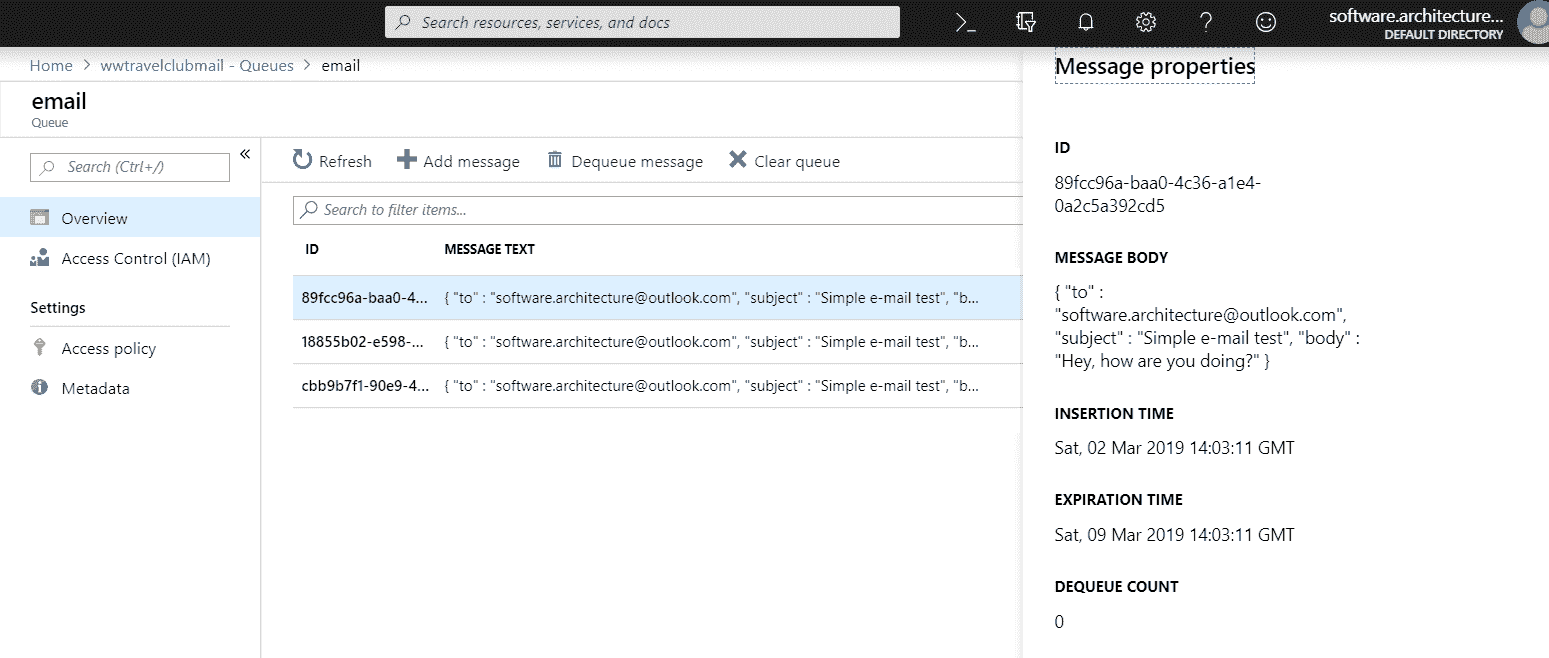 Search resources, services, and docs
software.architecture...
DEFAULT DIRECTORY
Home > wwtravelclubmail - Queues > email
email
Queue
Search (Ctrl+/)
«
Overview
Access Control (IAM)
Settings
Access policy
Metadata
Refresh
Add message
Dequeue message
Clear queue
Search to filter items...
ID MESSAGE TEXT
89fcc96a-baa0-4... { "to" : "software.architecture@outlook.com", "subject" : "Simple e-mail test", "b...
18855b02-e598-... { "to" : "software.architecture@outlook.com", "subject" : "Simple e-mail test", "b...
cbb9b7f1-90e9-4... { "to" : "software.architecture@outlook.com", "subject" : "Simple e-mail test", "b...
Message properties
ID
89fcc96a-baa0-4c36-a1e4-
0a2c5a392cd5
MESSAGE BODY
{ "to" :
"software.architecture@outlook.com",
"subject" : "Simple e-mail test", "body" :
"Hey, how are you doing?" }
INSERTION TIME
Sat, 02 Mar 2019 14:03:11 GMT
EXPIRATION TIME
Sat, 09 Mar 2019 14:03:11 GMT
DEQUEUE COUNT
0